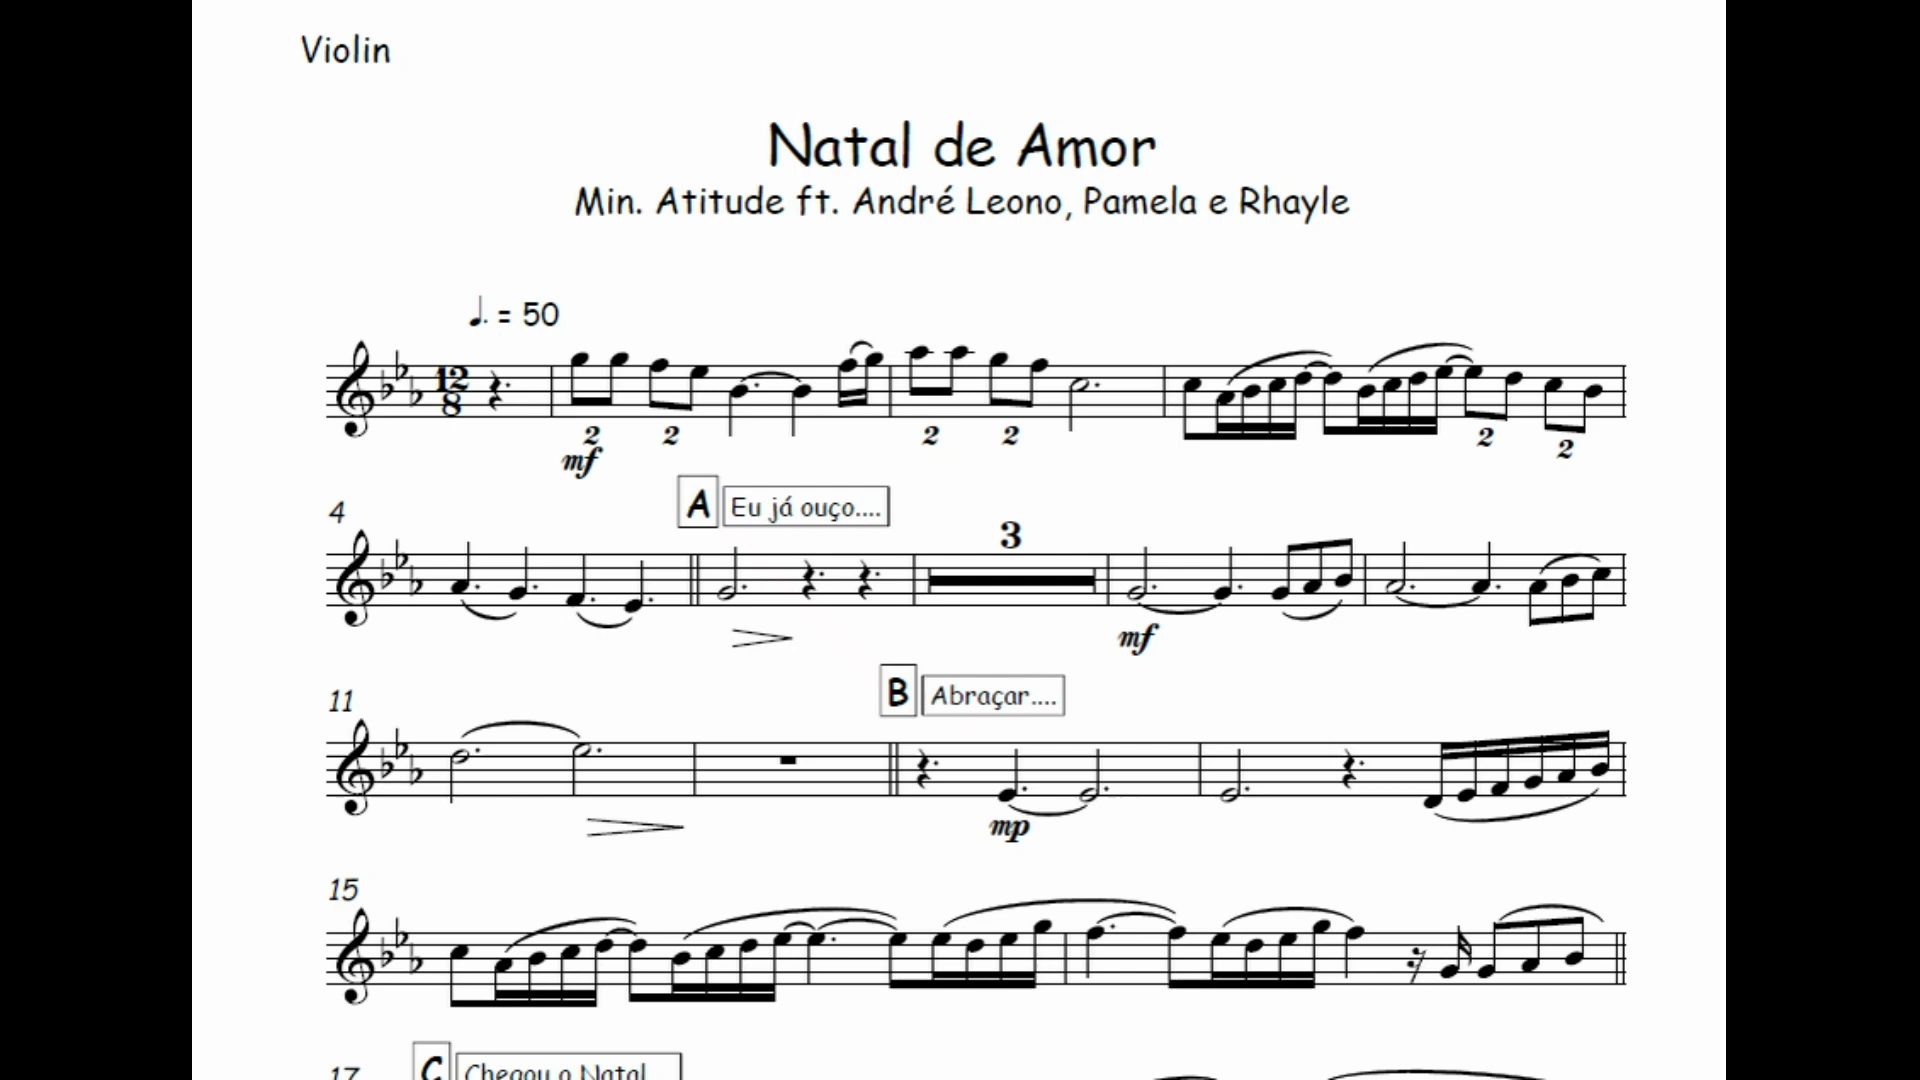 Violin
Natal de Amor
Min. Atitude ft. André Leono, Pamela e Rhayle
♩. = 50
12
8
2
2
2
2
2
2
mf
4
A
Eu já ouço....
3
mf
11
B
Abraçar....
mp
15
17
C
Chegou o Natal